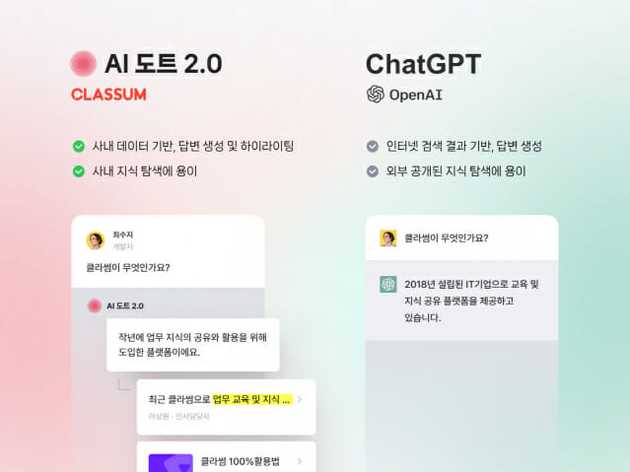 AI 도트 2.0
CLASSUM
사내 데이터 기반, 답변 생성 및 하이라이팅
사내 지식 탐색에 용이
최수지
개발자
클라썸이 무엇인가요?
AI 도트 2.0
작년에 업무 지식의 공유와 활용을 위해
도입한 플랫폼이에요.
최근 클라썸으로 업무 교육 및 지식 ...
이상원 · 인사담당자
클라썸 100%활용법
ChatGPT
OpenAI
인터넷 검색 결과 기반, 답변 생성
외부 공개된 지식 탐색에 용이
클라썸이 무엇인가요?
2018년 설립된 IT기업으로 교육 및
지식 공유 플랫폼을 제공하고
있습니다.